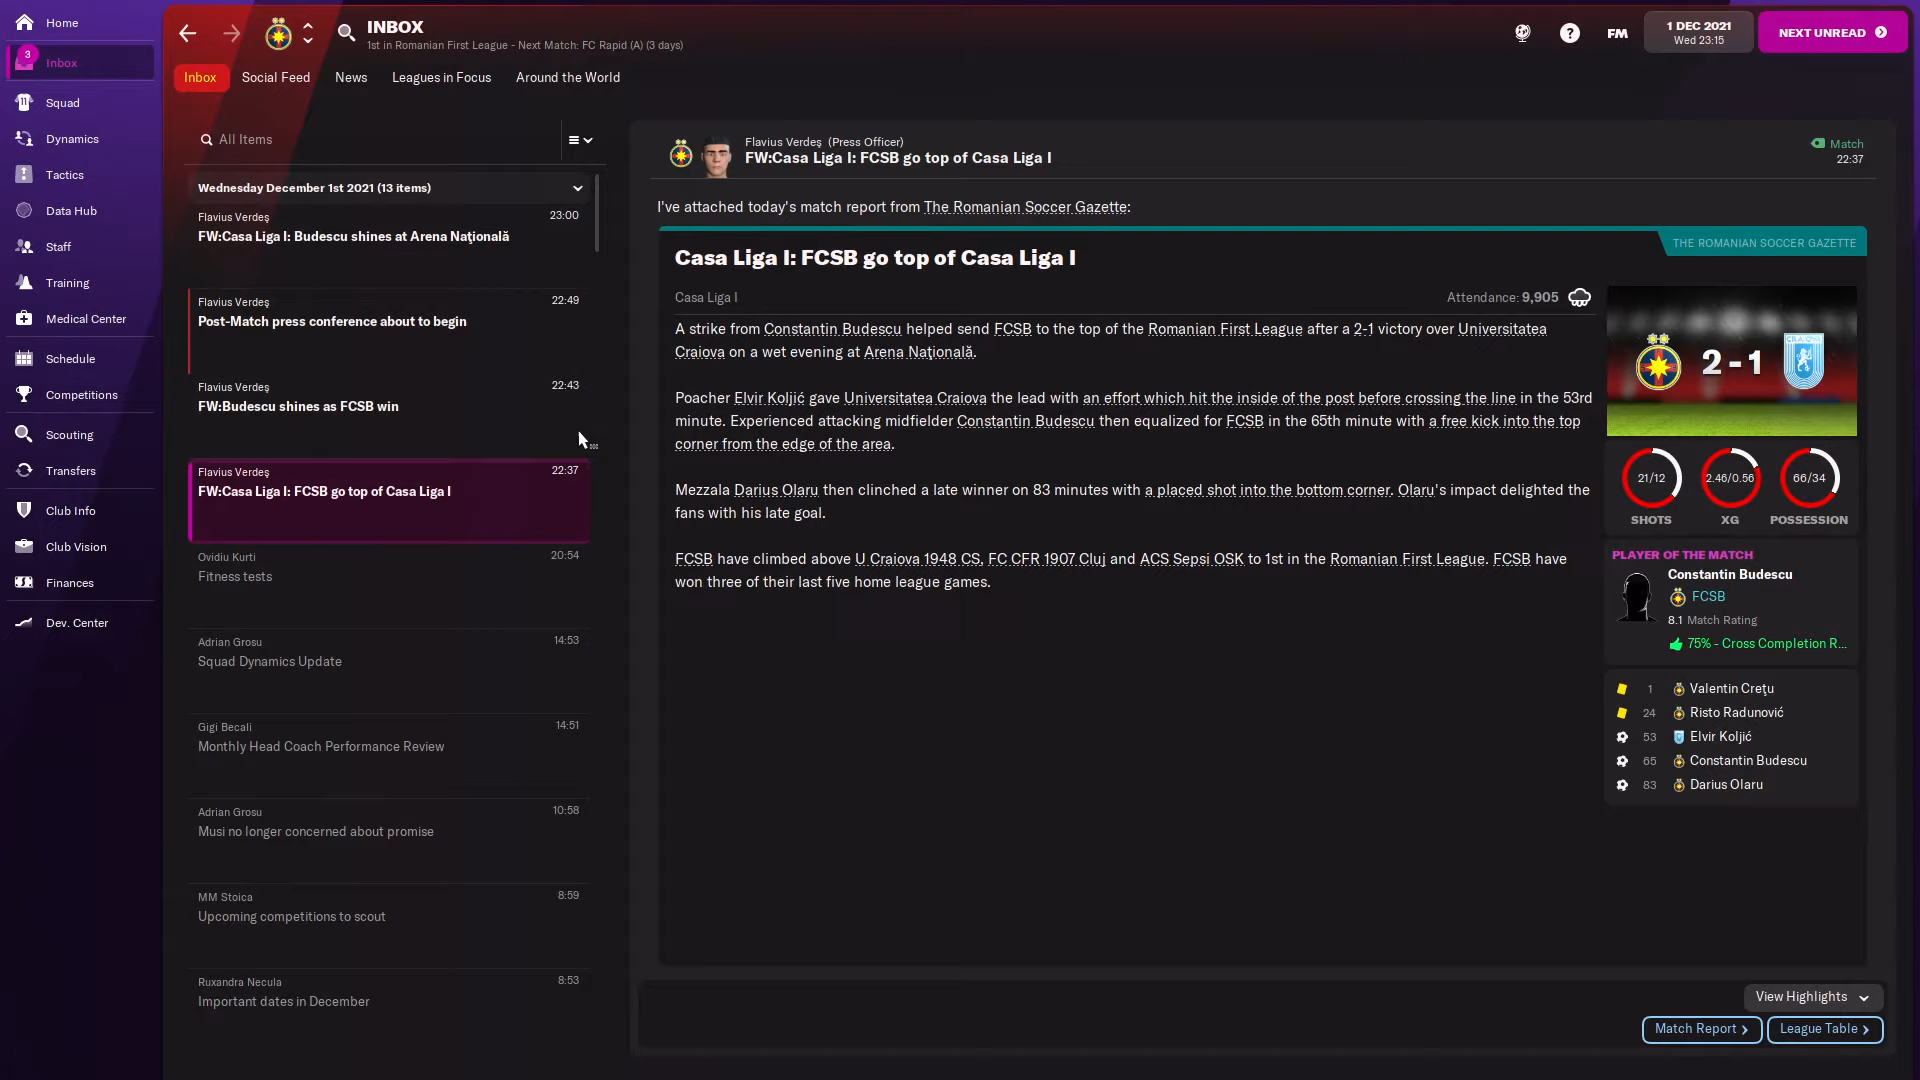 Home
3
Inbox
Squad
Dynamics
Tactics
Data Hub
Staff
Training
Medical Center
Schedule
Competitions
Scouting
Transfers
Club Info
Club Vision
Finances
Dev. Center
INBOX
1st in Romanian First League - Next Match: FC Rapid (A) (3 days)
?
FM
1 DEC 2021
Wed 23:15
NEXT UNREAD
Inbox
Social Feed
News
Leagues in Focus
Around the World
All Items
Wednesday December 1st 2021 (13 items)
Flavius Verdeş 23:00
FW:Casa Liga I: Budescu shines at Arena Naţională
Flavius Verdeş 22:49
Post-Match press conference about to begin
Flavius Verdeş 22:43
FW:Budescu shines as FCSB win
Flavius Verdeş 22:37
FW:Casa Liga I: FCSB go top of Casa Liga I
Ovidiu Kurti 20:54
Fitness tests
Adrian Grosu 14:53
Squad Dynamics Update
Gigi Becali 14:51
Monthly Head Coach Performance Review
Adrian Grosu 10:58
Musi no longer concerned about promise
MM Stoica 8:59
Upcoming competitions to scout
Ruxandra Necula 8:53
Important dates in December
Flavius Verdeş (Press Officer)
FW:Casa Liga I: FCSB go top of Casa Liga I
Match
22:37
I've attached today's match report from The Romanian Soccer Gazette:
THE ROMANIAN SOCCER GAZETTE
Casa Liga I: FCSB go top of Casa Liga I
Casa Liga I
Attendance: 9,905
A strike from Constantin Budescu helped send FCSB to the top of the Romanian First League after a 2-1 victory over Universitatea
Craiova on a wet evening at Arena Naţională.
Poacher Elvir Koljić gave Universitatea Craiova the lead with an effort which hit the inside of the post before crossing the line in the 53rd
minute. Experienced attacking midfielder Constantin Budescu then equalized for FCSB in the 65th minute with a free kick into the top
corner from the edge of the area.
Mezzala Darius Olaru then clinched a late winner on 83 minutes with a placed shot into the bottom corner. Olaru's impact delighted the
fans with his late goal.
FCSB have climbed above U Craiova 1948 CS, FC CFR 1907 Cluj and ACS Sepsi OSK to 1st in the Romanian First League. FCSB have
won three of their last five home league games.
2 - 1
CRAIOVA
21/12
2.46/0.56
66/34
SHOTS
XG
POSSESSION
PLAYER OF THE MATCH
Constantin Budescu
FCSB
8.1 Match Rating
75% - Cross Completion R...
1 Valentin Creţu
24 Risto Radunović
53 Elvir Koljić
65 Constantin Budescu
83 Darius Olaru
View Highlights
Match Report
League Table